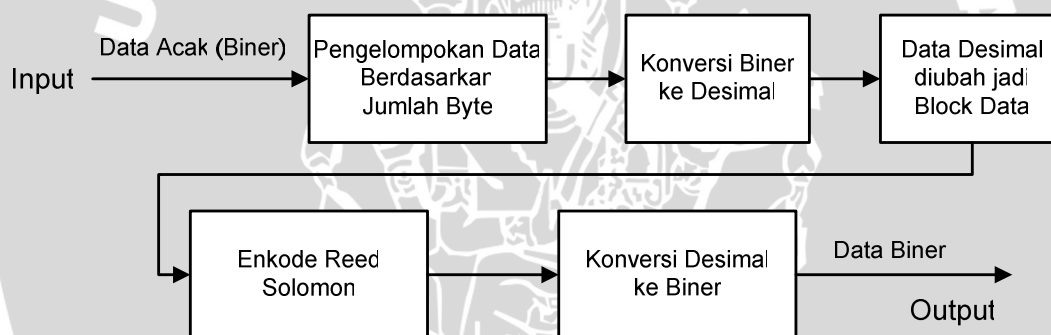 Data Acak (Biner)
Input
Pengelompokan Data
Berdasarkan
Jumlah Byte
Konversi Biner
ke Desimal
Data Desimal
diubah jadi
Block Data
Enkode Reed
Solomon
Konversi Desimal
ke Biner
Data Biner
Output